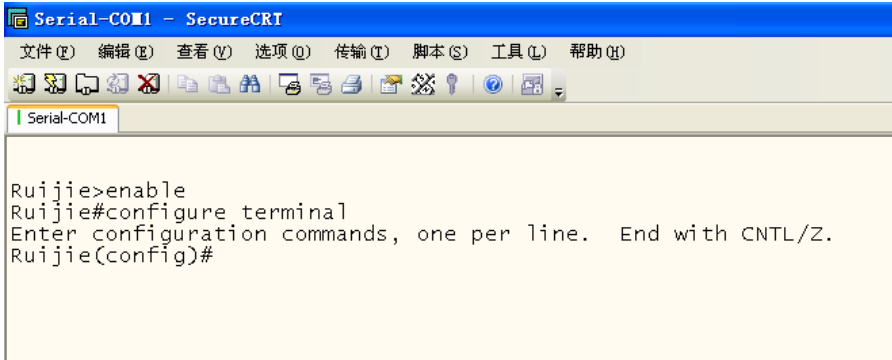 Serial-COM1 - SecureCRT
文件(F) 编辑(E) 查看(V) 选项(O) 传输(T) 脚本(S) 工具(L) 帮助(H)
Serial-COM1
Ruijie>enable
Ruijie#configure terminal
Enter configuration commands, one per line.  End with CNTL/Z.
Ruijie(config)#